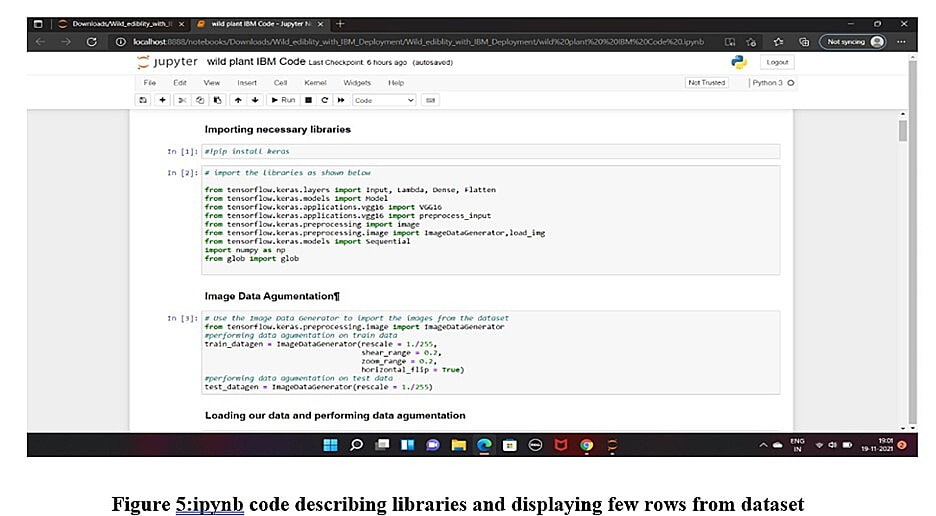 Downloads/Wild_ediblity_with_I
wild plant IBM Code - Jupyter N
localhost:8888/notebooks/Downloads/Wild_ediblity_with_IBM_Deployment/Wild_ediblity_with_IBM_Deployment/wild%20plant%20%20IBM%20Code%20.ipynb
Not syncing
jupyter wild plant IBM Code Last Checkpoint: 6 hours ago (autosaved)
Logout
File Edit View Insert Cell Kernel Widgets Help
Not Trusted
Python 3
Run
Code
Importing necessary libraries
In [1]: #!pip install keras
In [2]: # import the libraries as shown below
from tensorflow.keras.layers import Input, Lambda, Dense, Flatten
from tensorflow.keras.models import Model
from tensorflow.keras.applications.vgg16 import VGG16
from tensorflow.keras.applications.vgg16 import preprocess_input
from tensorflow.keras.preprocessing import image
from tensorflow.keras.preprocessing.image import ImageDataGenerator,load_img
from tensorflow.keras.models import Sequential
import numpy as np
from glob import glob
Image Data Agumentation¶
In [3]: # Use the Image Data Generator to import the images from the dataset
from tensorflow.keras.preprocessing.image import ImageDataGenerator
#performing data agumentation on train data
train_datagen = ImageDataGenerator(rescale = 1./255,
shear_range = 0.2,
zoom_range = 0.2,
horizontal_flip = True)
#performing data agumentation on test data
test_datagen = ImageDataGenerator(rescale = 1./255)
Loading our data and performing data agumentation
ENG
IN
19:01
19-11-2021
2
Figure 5:ipynb code describing libraries and displaying few rows from dataset